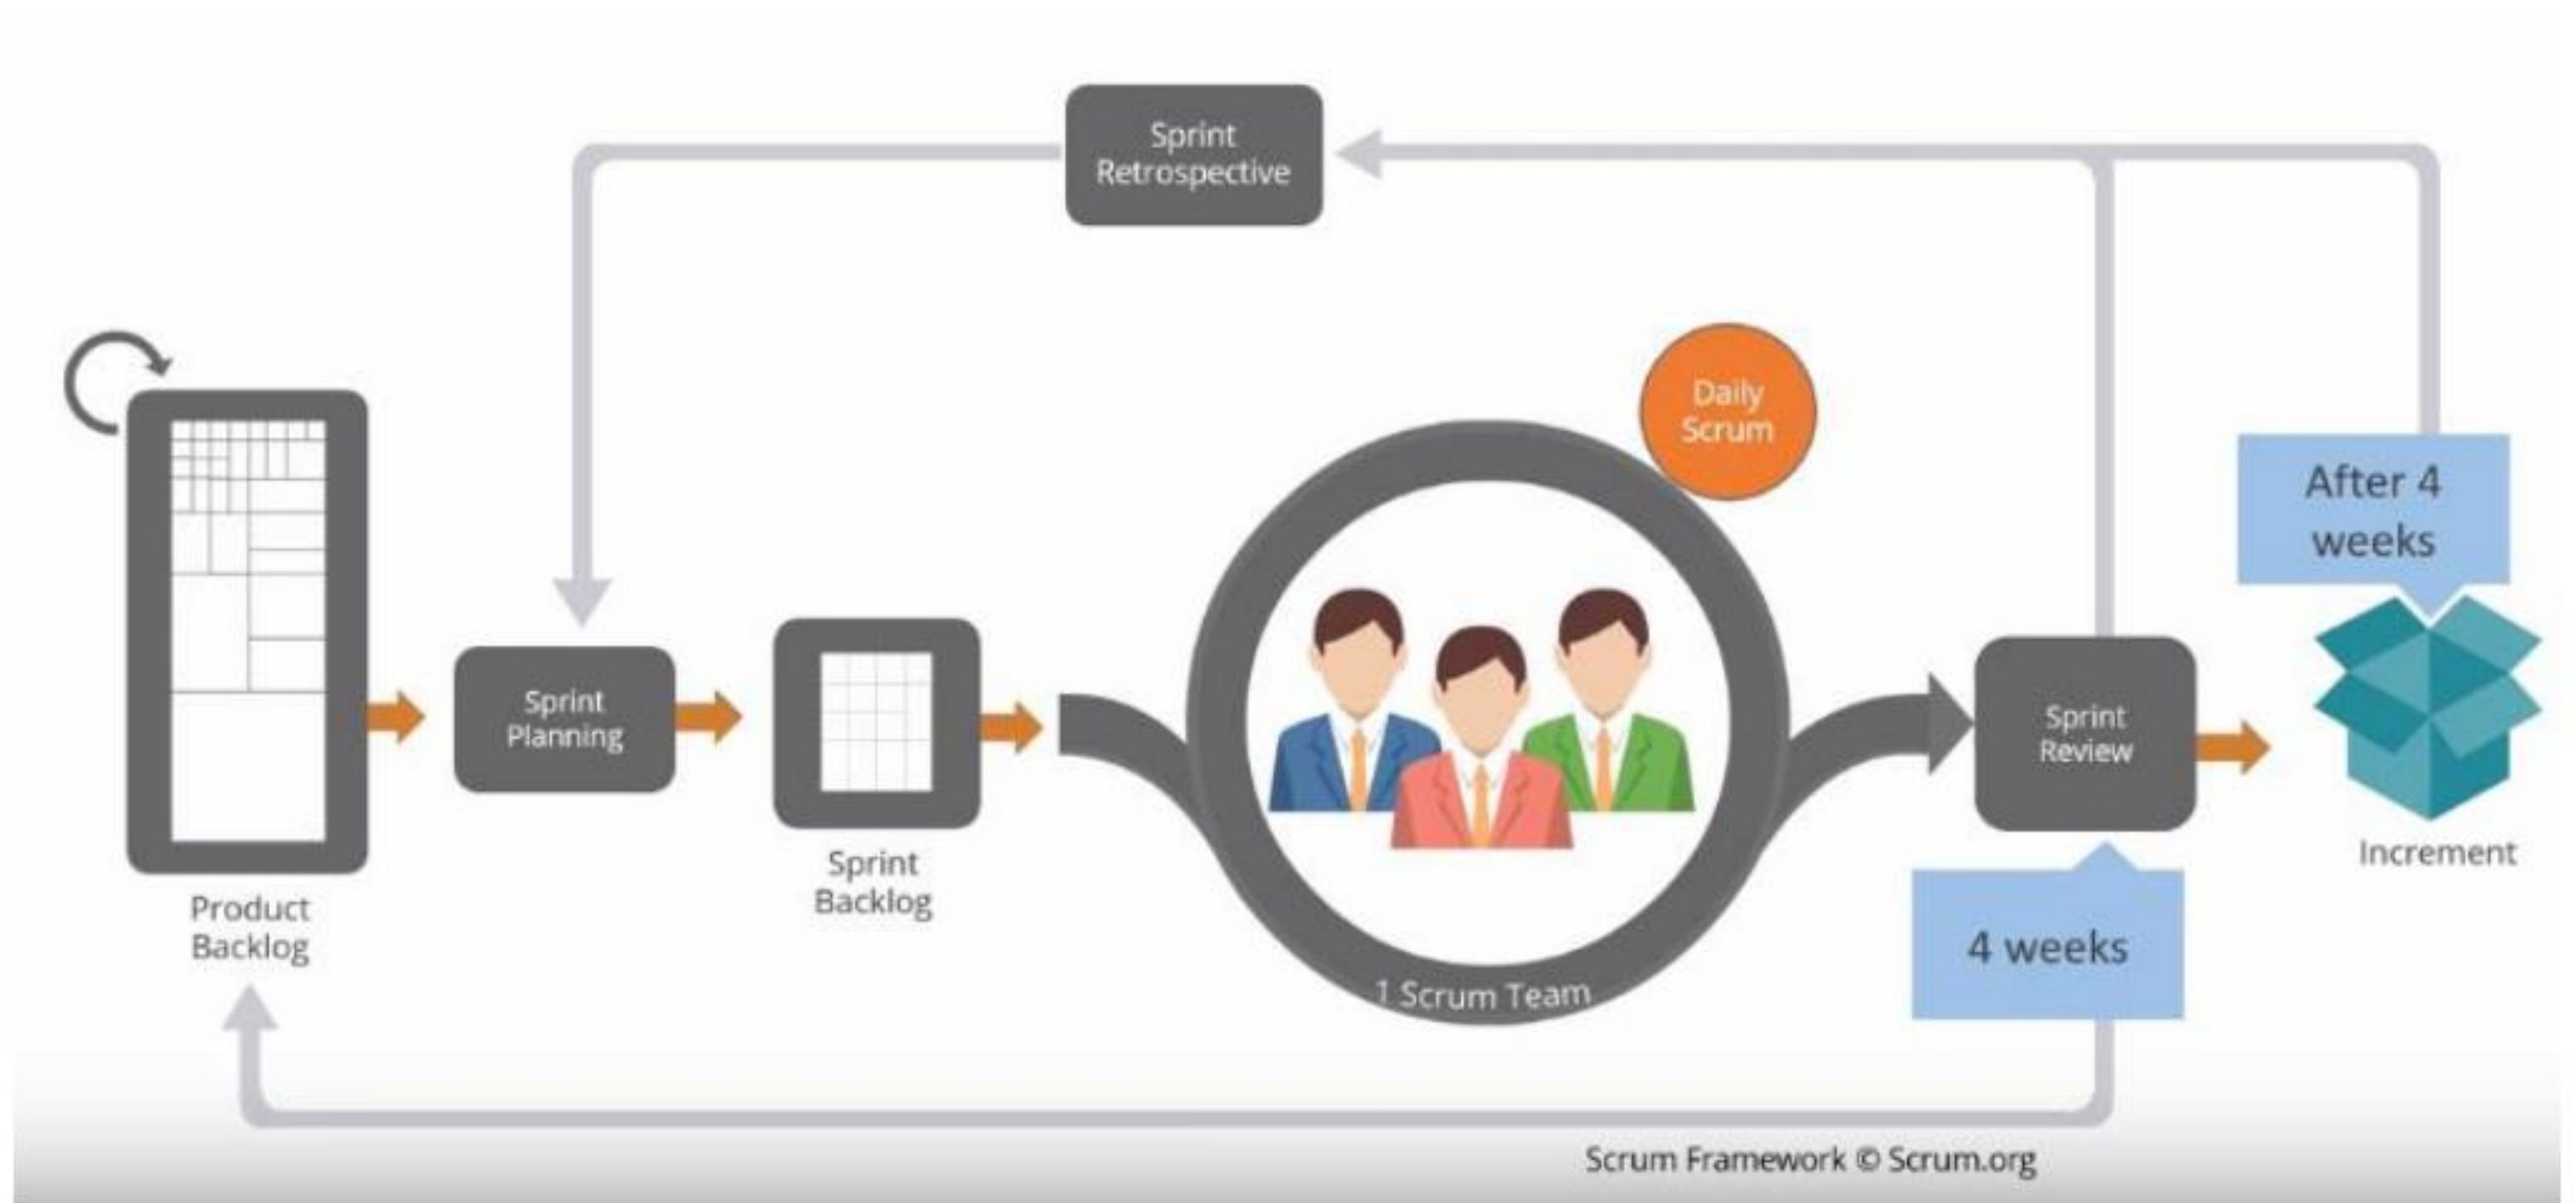 Sprint
Retrospective
Daily
Scrum
After 4
weeks
Sprint
Planning
Sprint
Review
Sprint
Backlog
Increment
Product
Backlog
4 weeks
1 Scrum Team
Scrum Framework © Scrum.org